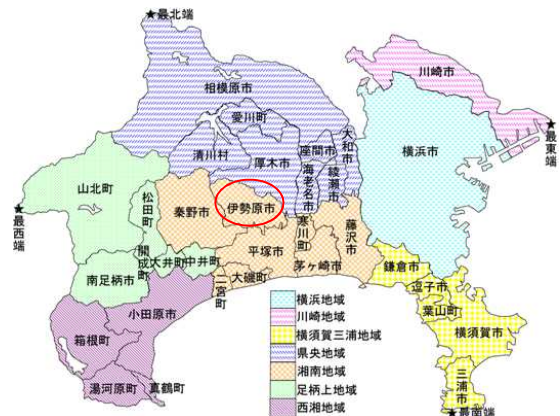 ★最北端
川崎市
相模原市
愛川町
★最東端
大和市
座間市
横浜市
清川村
厚木市
海老名市
綾瀬市
山北町
松田町
秦野市
伊勢原市
★最西端
寒川町
藤沢市
開成町
大井町
中井町
平塚市
茅ヶ崎市
鎌倉市
南足柄市
二宮町
大磯町
逗子市
葉山町
小田原市
横須賀市
箱根町
三浦市
湯河原町
真鶴町
★最南端
横浜地域
川崎地域
横須賀三浦地域
県央地域
湘南地域
足柄上地域
西湘地域